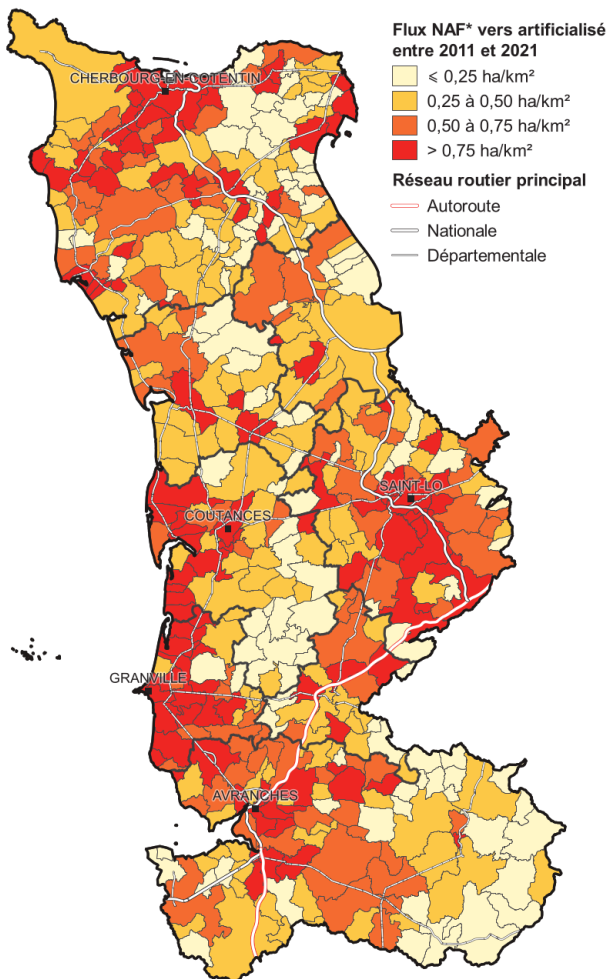 Flux NAF* vers artificialisé
entre 2011 et 2021
⩽ 0,25 ha/km²
0,25 à 0,50 ha/km²
0,50 à 0,75 ha/km²
> 0,75 ha/km²
Réseau routier principal
Autoroute
Nationale
Départementale
CHERBOURG-EN-COTENTIN
SAINT-LO
COUTANCES
GRANVILLE
AVRANCHES